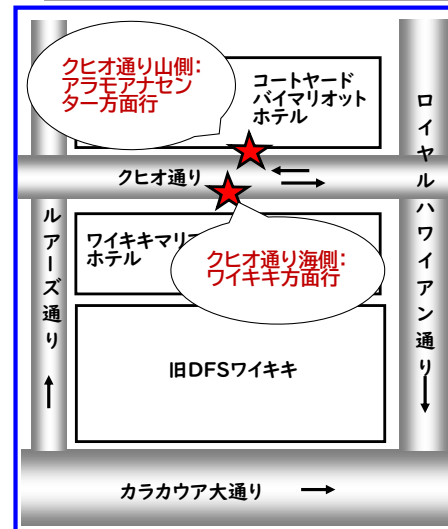 クヒオ通り山側：
アラモアナセン
ター方面行
コートヤード
バイマリオット
ホテル
ロイヤルハワイアン通り
クヒオ通り
ルアーズ通り
ワイキキマリ
ホテル
クヒオ通り海側：
ワイキキ方面行
旧DFSワイキキ
カラカウア大通り